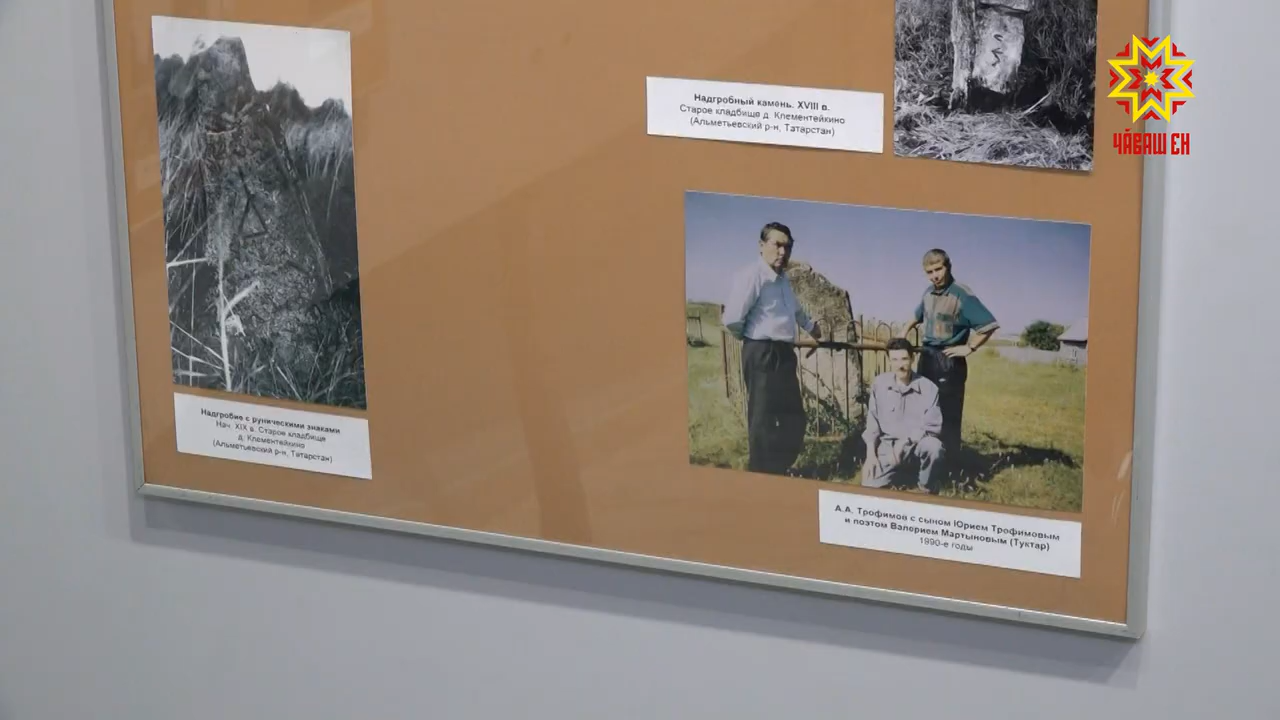 Надгробный камень. XVIII в.
Старое кладбище д. Клементейкино
(Альметьевский р-н, Татарстан)
ЧӐВАШ ЕН
Надгробие с руническими знаками
Нач. XIX в. Старое кладбище
д. Клементейкино
(Альметьевский р-н, Татарстан)
А.А. Трофимов с сыном Юрием Трофимовым
и поэтом Валерием Мартыновым (Туктар)
1990-е годы